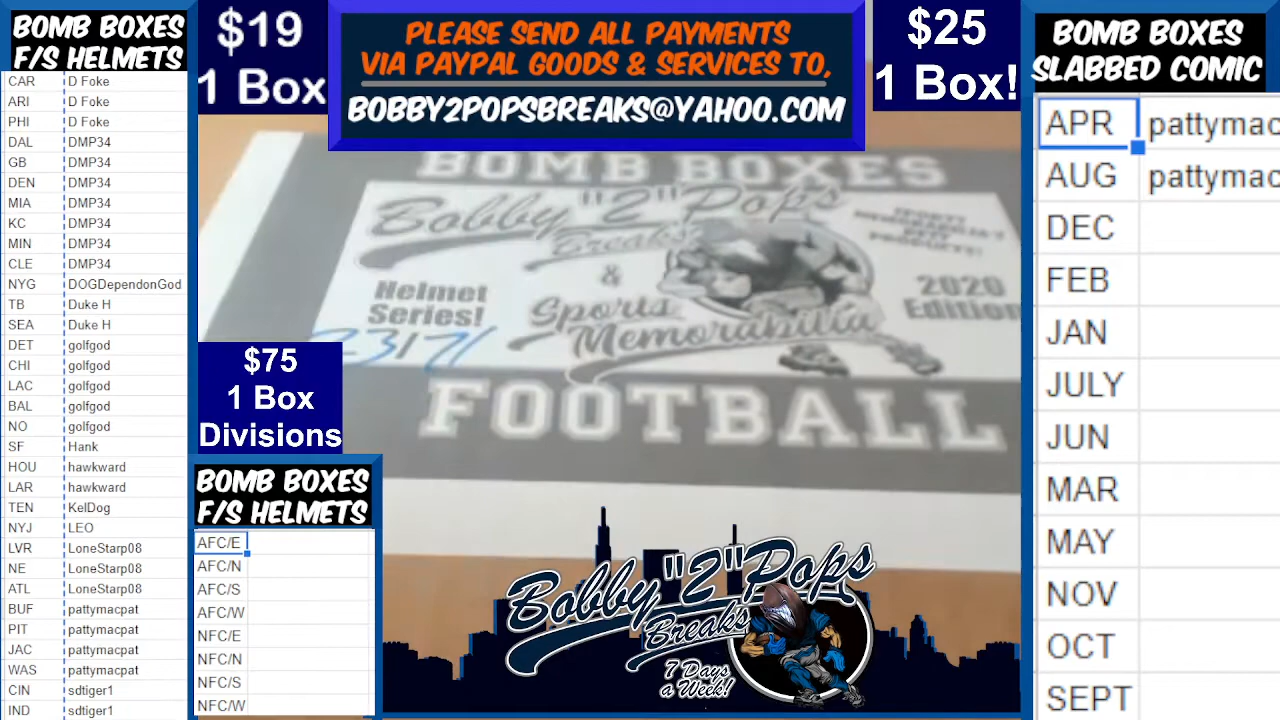 BOMB BOXES
F/S HELMETS
CAR D Foke
ARI D Foke
PHI D Foke
DAL DMP34
GB DMP34
DEN DMP34
MIA DMP34
KC DMP34
MIN DMP34
CLE DMP34
NYG DOGDependonGod
TB Duke H
SEA Duke H
DET golfgod
CHI golfgod
LAC golfgod
BAL golfgod
NO golfgod
SF Hank
HOU hawkward
LAR hawkward
TEN KelDog
NYJ LEO
LVR LoneStarp08
NE LoneStarp08
ATL LoneStarp08
BUF pattymacpat
PIT pattymacpat
JAC pattymacpat
WAS pattymacpat
CIN sdtiger1
IND sdtiger1
$19
1 Box
PLEASE SEND ALL PAYMENTS
VIA PAYPAL GOODS & SERVICES TO,
BOBBY2POPSBREAKS@YAHOO.COM
$25
1 Box!
BOMB BOXES
Bobby "2" Pops
Breaks
&
Sports
Memorabilia
Helmet
Series!
23/71
2020
Edition
FOOTBALL
$75
1 Box
Divisions
BOMB BOXES
F/S HELMETS
AFC/E
AFC/N
AFC/S
AFC/W
NFC/E
NFC/N
NFC/S
NFC/W
Bobby "2" Pops
Breaks
7 Days
a Week!
BOMB BOXES
SLABBED COMIC
APR pattymac
AUG pattymac
DEC
FEB
JAN
JULY
JUN
MAR
MAY
NOV
OCT
SEPT